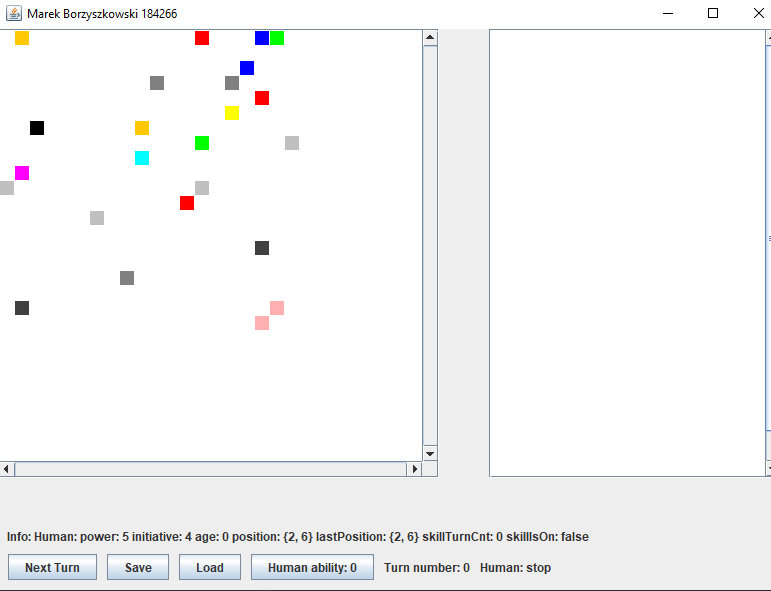 Marek Borzyszkowski 184266
Info: Human: power: 5 initiative: 4 age: 0 position: {2, 6} lastPosition: {2, 6} skillTurnCnt: 0 skillIsOn: false
Next Turn Save Load Human ability: 0 Turn number: 0 Human: stop